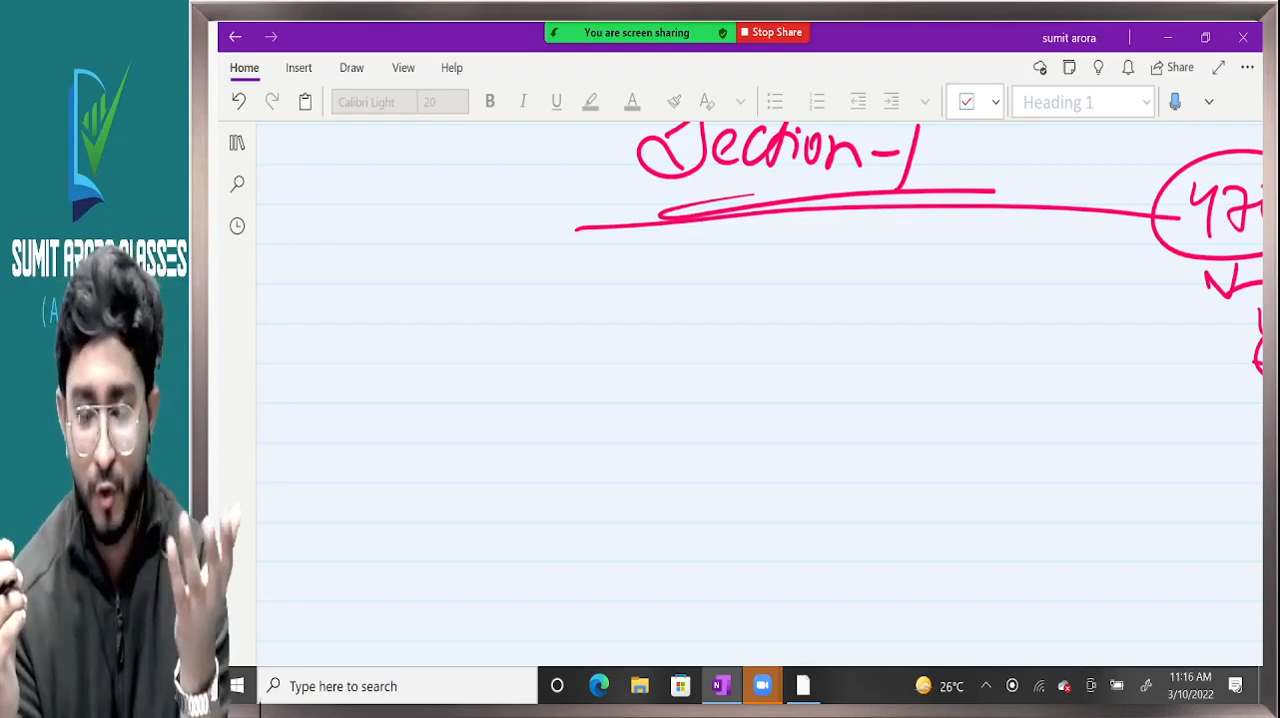 You are screen sharing
Stop Share
sumit arora
Home Insert Draw View Help
Share
Calibri Light 20 B I U A
Heading 1
Section-1
SUMIT ARORA CLASSES
(A
Type here to search
26°C
11:16 AM
3/10/2022